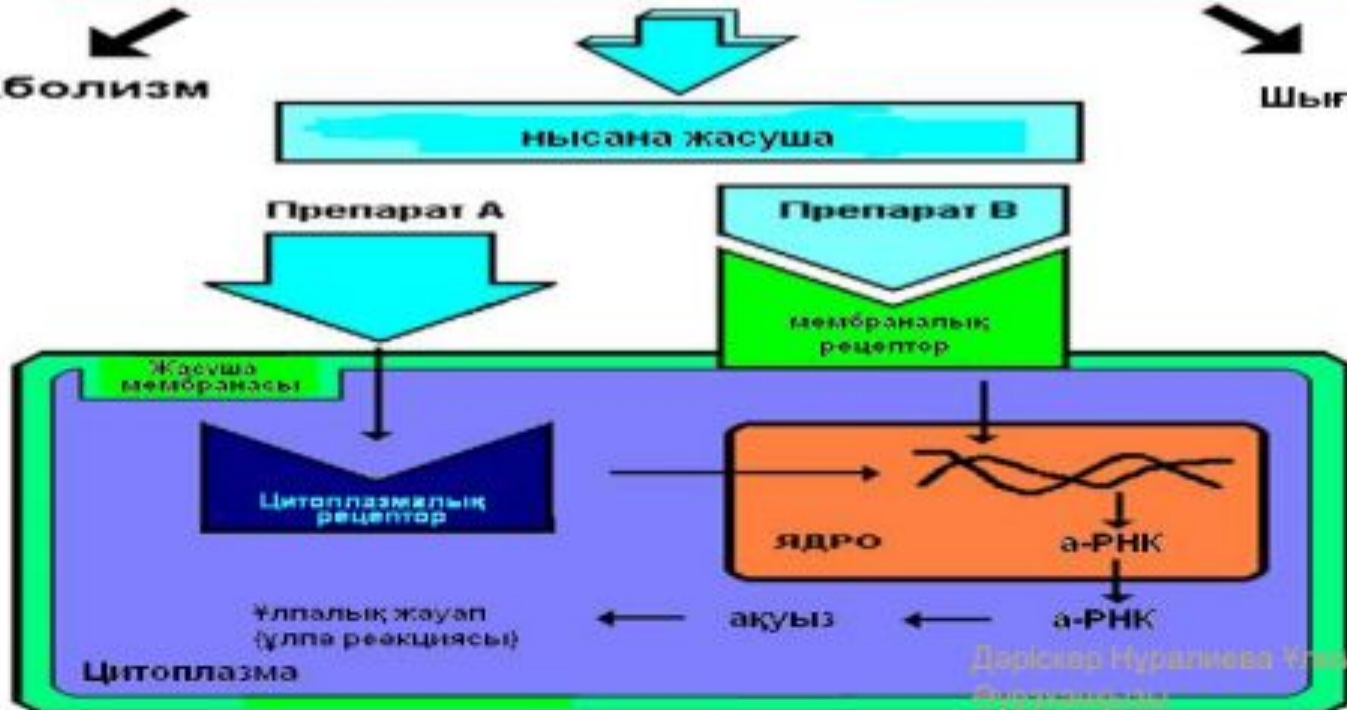 болизм
Шығ
нысана жасуша
Препарат А
Препарат В
мембраналық
рецептор
Жасуша
мембранасы
Цитоплазмалық
рецептор
ЯДРО
а-РНК
Ұлпалық жауап
(ұлпа реакциясы)
ақуыз
а-РНК
Цитоплазма
Дәріскер Нуралиева